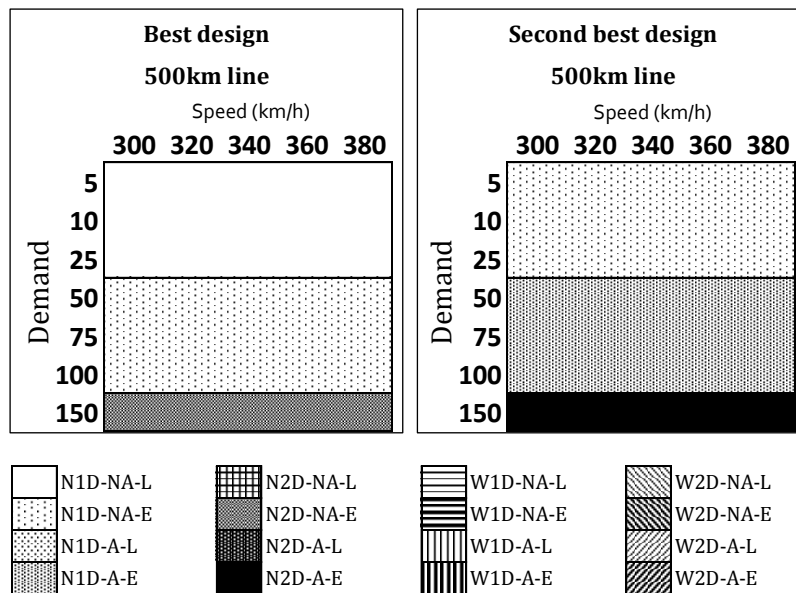 Best design
500km line
Speed (km/h)
300 320 340 360 380
Demand
5
10
25
50
75
100
150
Second best design
500km line
Speed (km/h)
300 320 340 360 380
Demand
5
10
25
50
75
100
150
N1D-NA-L
N1D-NA-E
N1D-A-L
N1D-A-E
N2D-NA-L
N2D-NA-E
N2D-A-L
N2D-A-E
W1D-NA-L
W1D-NA-E
W1D-A-L
W1D-A-E
W2D-NA-L
W2D-NA-E
W2D-A-L
W2D-A-E